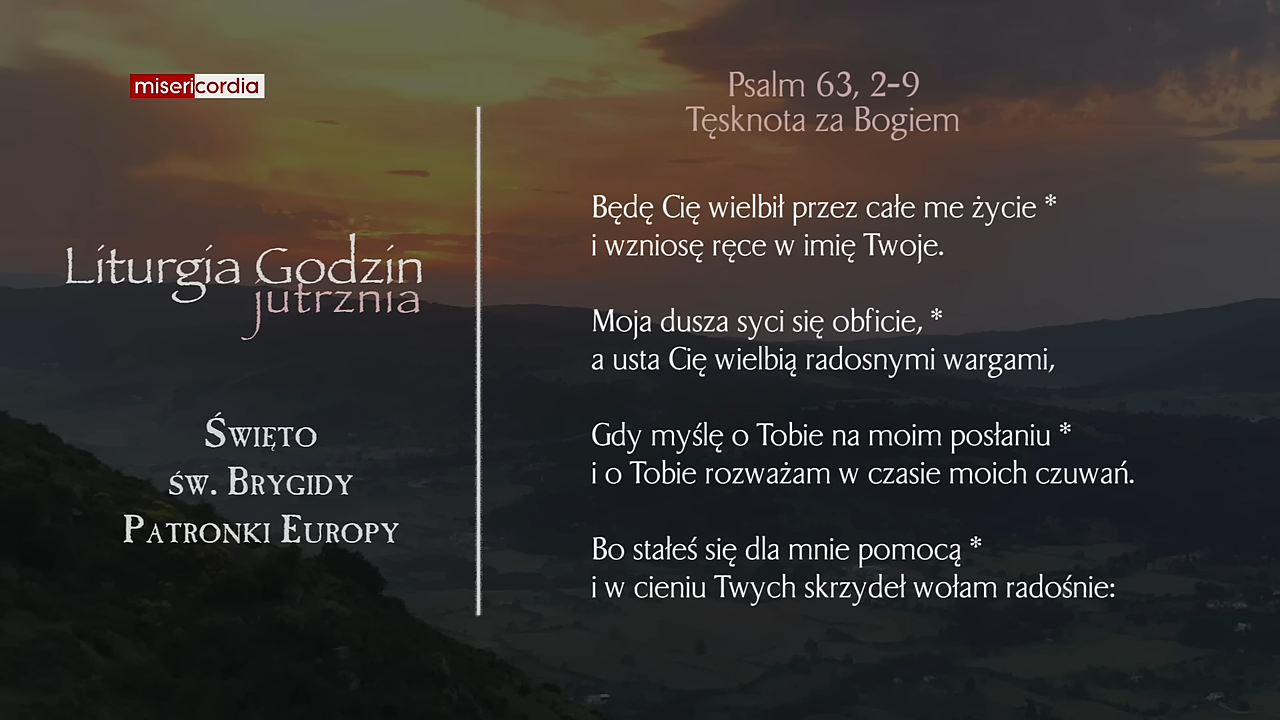 misericordia
Liturgia Godzin
jutrznia
Święto
św. Brygidy
Patronki Europy
Psalm 63, 2-9
Tęsknota za Bogiem
Będę Cię wielbił przez całe me życie *
i wzniosę ręce w imię Twoje.
Moja dusza syci się obficie, *
a usta Cię wielbią radosnymi wargami,
Gdy myślę o Tobie na moim posłaniu *
i o Tobie rozważam w czasie moich czuwań.
Bo stałeś się dla mnie pomocą *
i w cieniu Twych skrzydeł wołam radośnie: